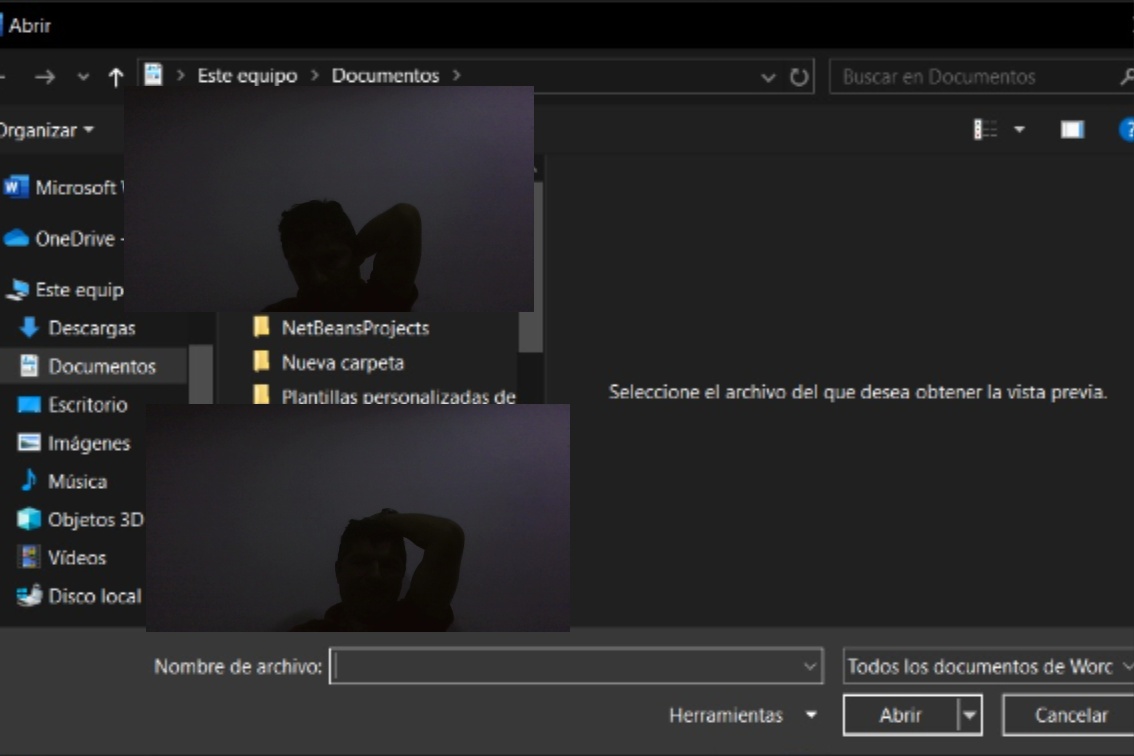 Abrir
Este equipo > Documentos >
Buscar en Documentos
Organizar
Microsoft
OneDrive -
Este equip
Descargas
Documentos
Escritorio
Imágenes
Música
Objetos 3D
Vídeos
Disco local
NetBeansProjects
Nueva carpeta
Plantillas personalizadas de
Seleccione el archivo del que desea obtener la vista previa.
Nombre de archivo:
Todos los documentos de Worc
Herramientas
Abrir
Cancelar